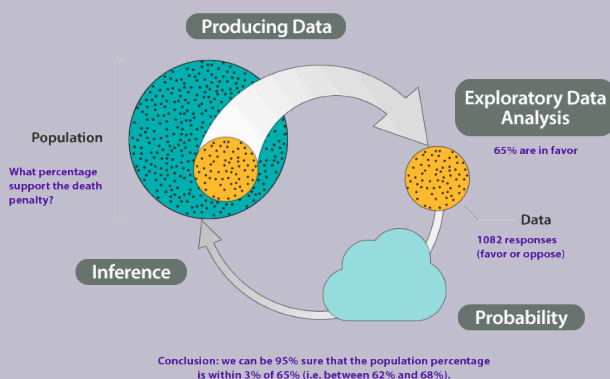 Producing Data
Exploratory Data
Analysis
65% are in favor
Population
What percentage
support the death
penalty?
Data
1082 responses
(favor or oppose)
Inference
Probability
Conclusion: we can be 95% sure that the population percentage
is within 3% of 65% (i.e. between 62% and 68%).